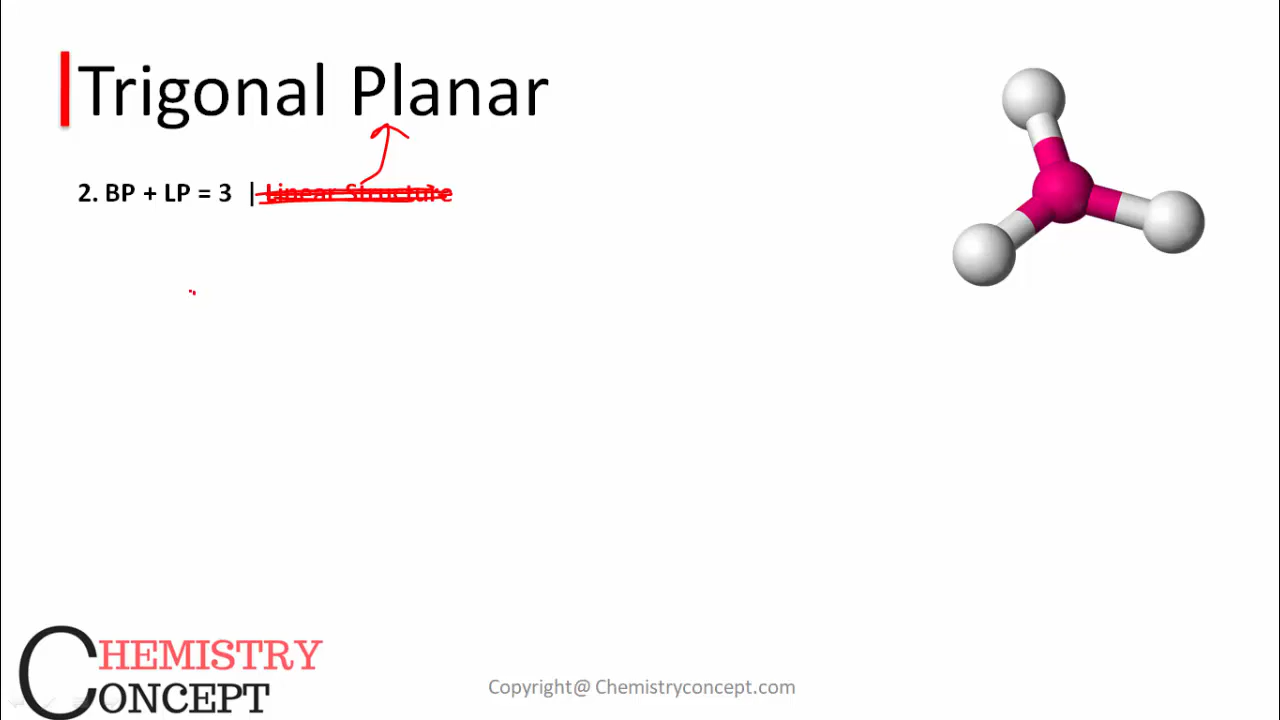 Trigonal Planar
2. BP + LP = 3 | Linear Structure
CHEMISTRY
CONCEPT
Copyright@ Chemistryconcept.com